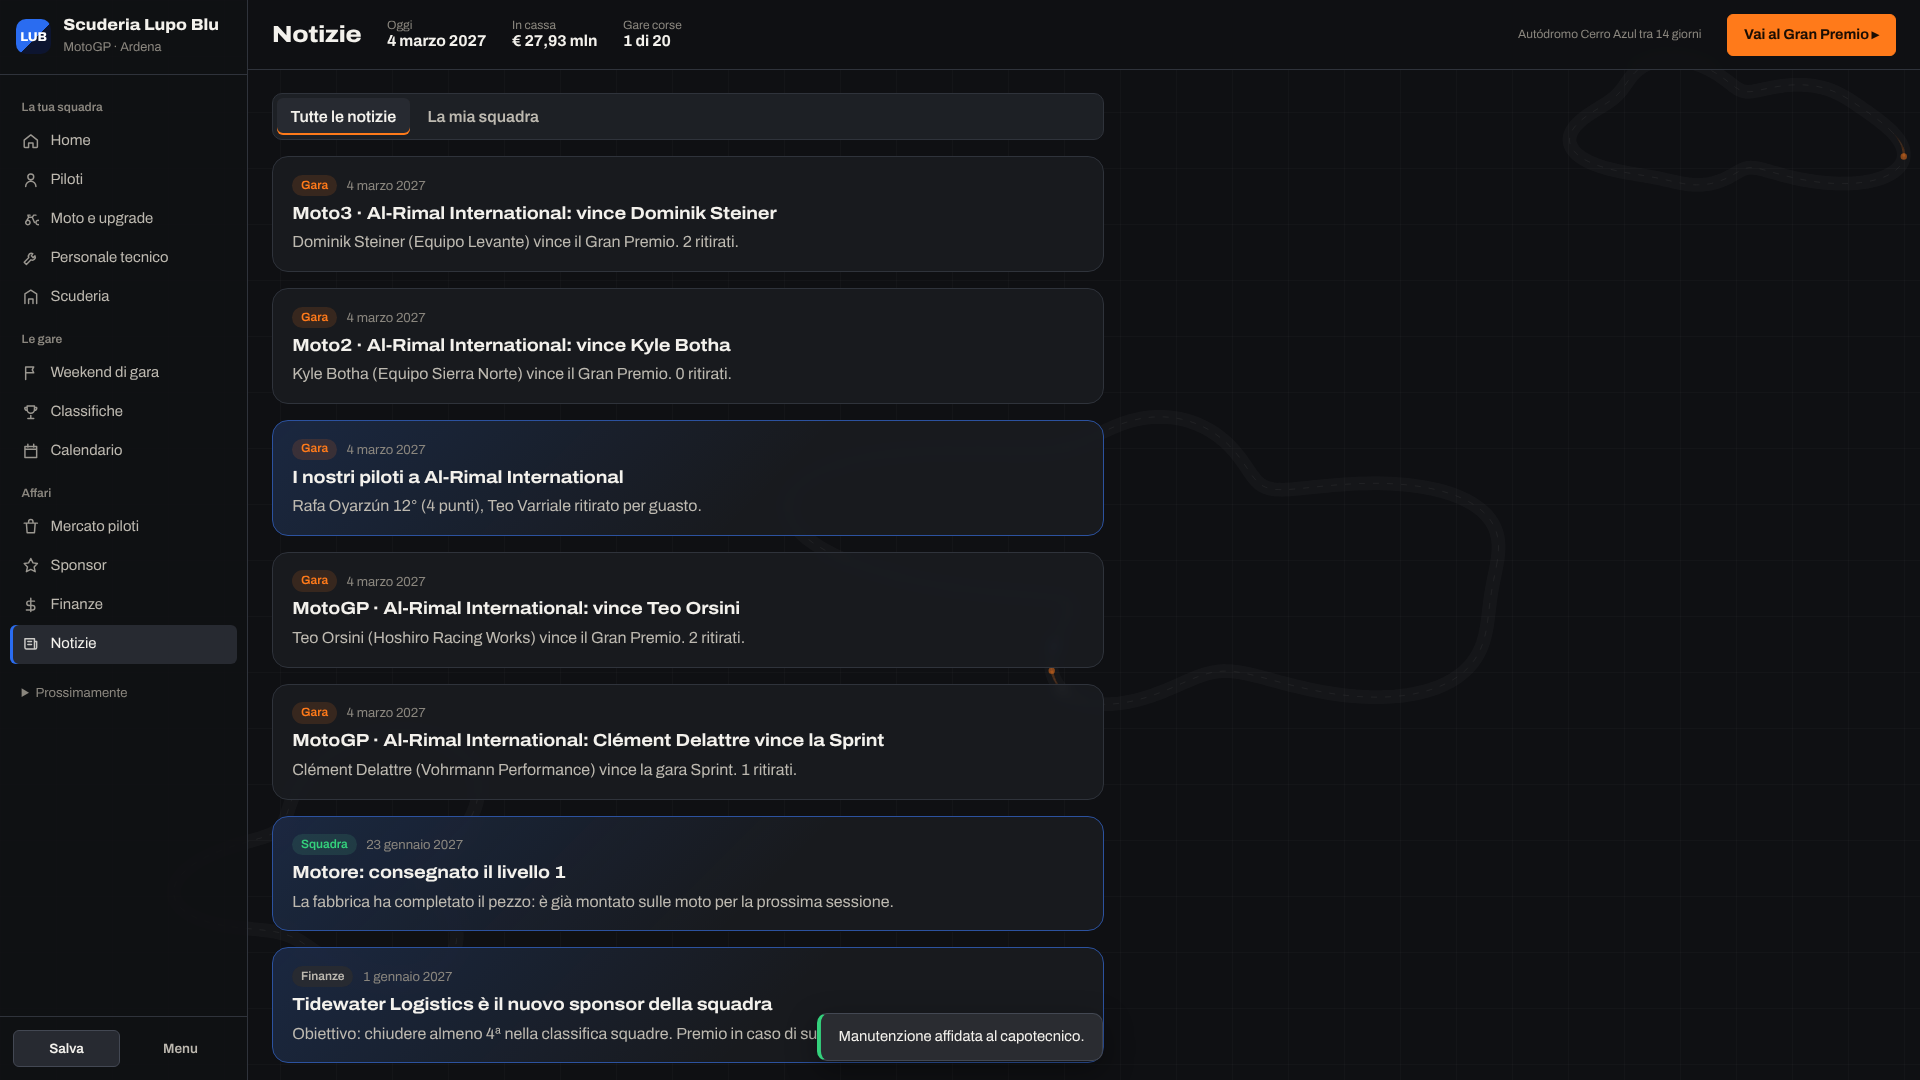 LUB
Scuderia Lupo Blu
MotoGP · Ardena
La tua squadra
Home
Piloti
Moto e upgrade
Personale tecnico
Scuderia
Le gare
Weekend di gara
Classifiche
Calendario
Affari
Mercato piloti
Sponsor
Finanze
Notizie
Prossimamente
Salva
Menu
Notizie
Oggi
4 marzo 2027
In cassa
€ 27,93 mln
Gare corse
1 di 20
Autódromo Cerro Azul tra 14 giorni
Vai al Gran Premio ▸
Tutte le notizie
La mia squadra
Gara 4 marzo 2027
Moto3 · Al-Rimal International: vince Dominik Steiner
Dominik Steiner (Equipo Levante) vince il Gran Premio. 2 ritirati.
Gara 4 marzo 2027
Moto2 · Al-Rimal International: vince Kyle Botha
Kyle Botha (Equipo Sierra Norte) vince il Gran Premio. 0 ritirati.
Gara 4 marzo 2027
I nostri piloti a Al-Rimal International
Rafa Oyarzún 12° (4 punti), Teo Varriale ritirato per guasto.
Gara 4 marzo 2027
MotoGP · Al-Rimal International: vince Teo Orsini
Teo Orsini (Hoshiro Racing Works) vince il Gran Premio. 2 ritirati.
Gara 4 marzo 2027
MotoGP · Al-Rimal International: Clément Delattre vince la Sprint
Clément Delattre (Vohrmann Performance) vince la gara Sprint. 1 ritirati.
Squadra 23 gennaio 2027
Motore: consegnato il livello 1
La fabbrica ha completato il pezzo: è già montato sulle moto per la prossima sessione.
Finanze 1 gennaio 2027
Tidewater Logistics è il nuovo sponsor della squadra
Obiettivo: chiudere almeno 4ª nella classifica squadre. Premio in caso di su
Manutenzione affidata al capotecnico.